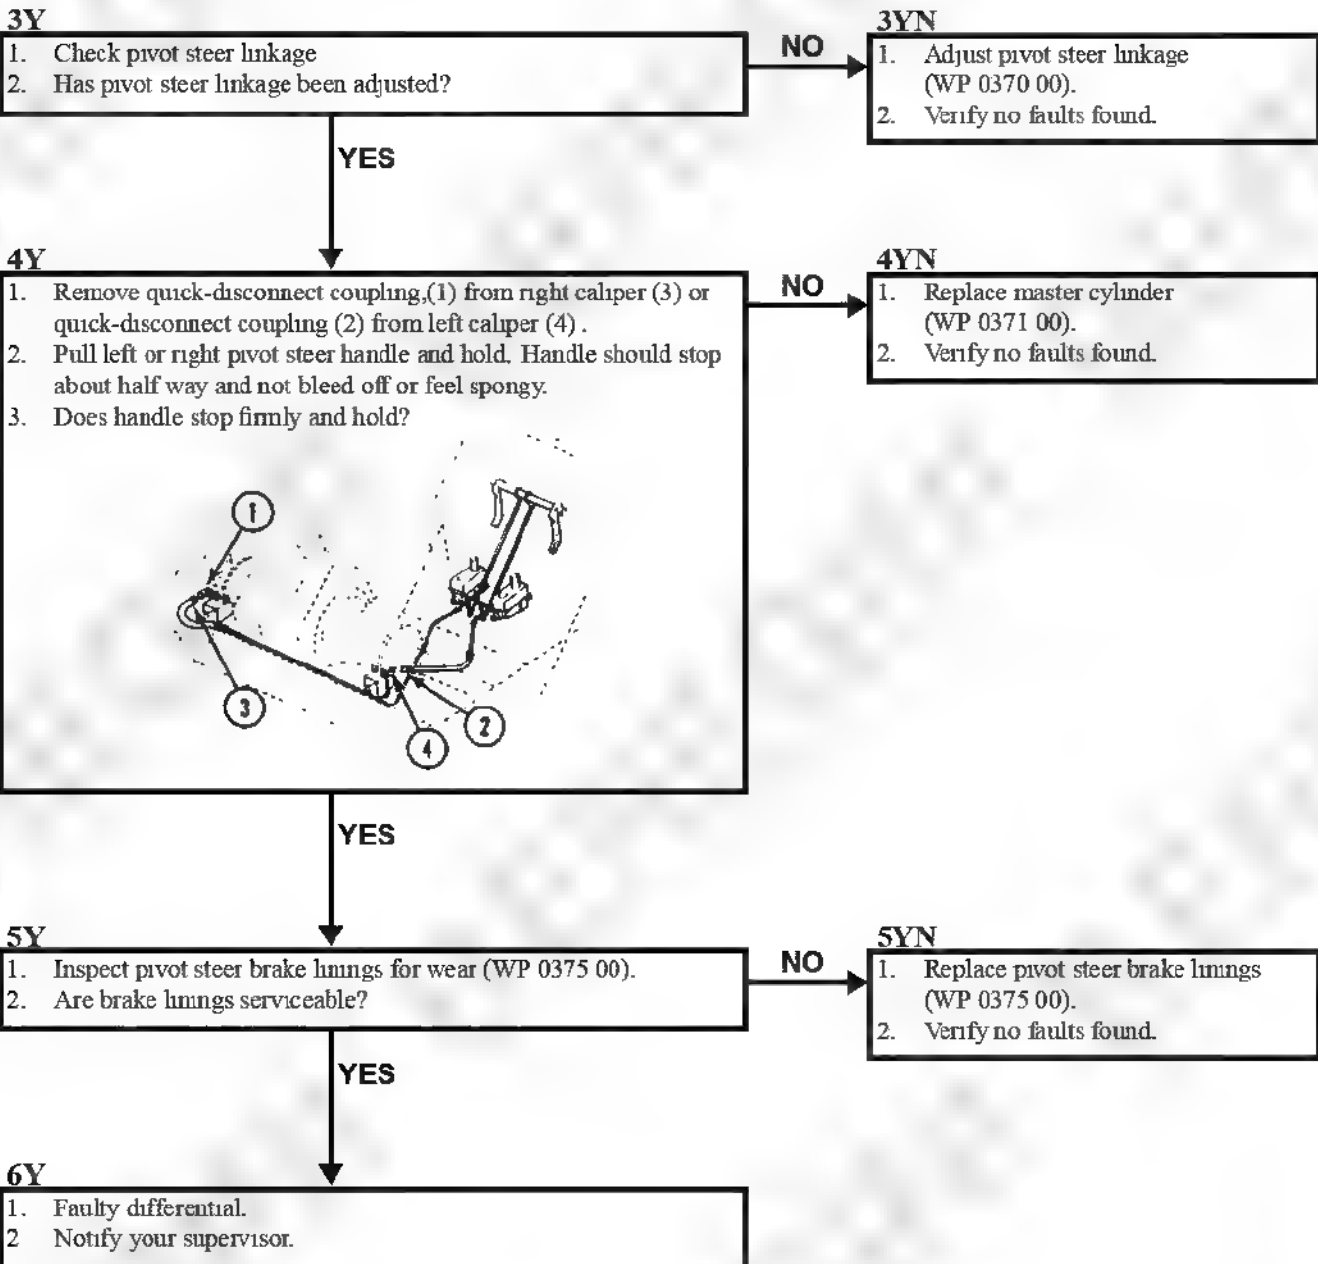 3Y
1. Check pivot steer linkage
2. Has pivot steer linkage been adjusted?
NO
3YN
1. Adjust pivot steer linkage
(WP 0370 00).
2. Verify no faults found.
YES
4Y
1. Remove quick-disconnect coupling,(1) from right caliper (3) or
quick-disconnect coupling (2) from left caliper (4) .
2. Pull left or right pivot steer handle and hold. Handle should stop
about half way and not bleed off or feel spongy.
3. Does handle stop firmly and hold?
NO
4YN
1. Replace master cylinder
(WP 0371 00).
2. Verify no faults found.
1
3
2
4
YES
5Y
1. Inspect pivot steer brake linings for wear (WP 0375 00).
2. Are brake linings serviceable?
NO
5YN
1. Replace pivot steer brake linings
(WP 0375 00).
2. Verify no faults found.
YES
6Y
1. Faulty differential.
2 Notify your supervisor.